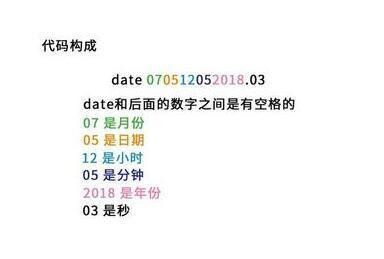 代码构成
date 070512052018.03
date和后面的数字之间是有空格的
07 是月份
05 是日期
12 是小时
05 是分钟
2018 是年份
03 是秒